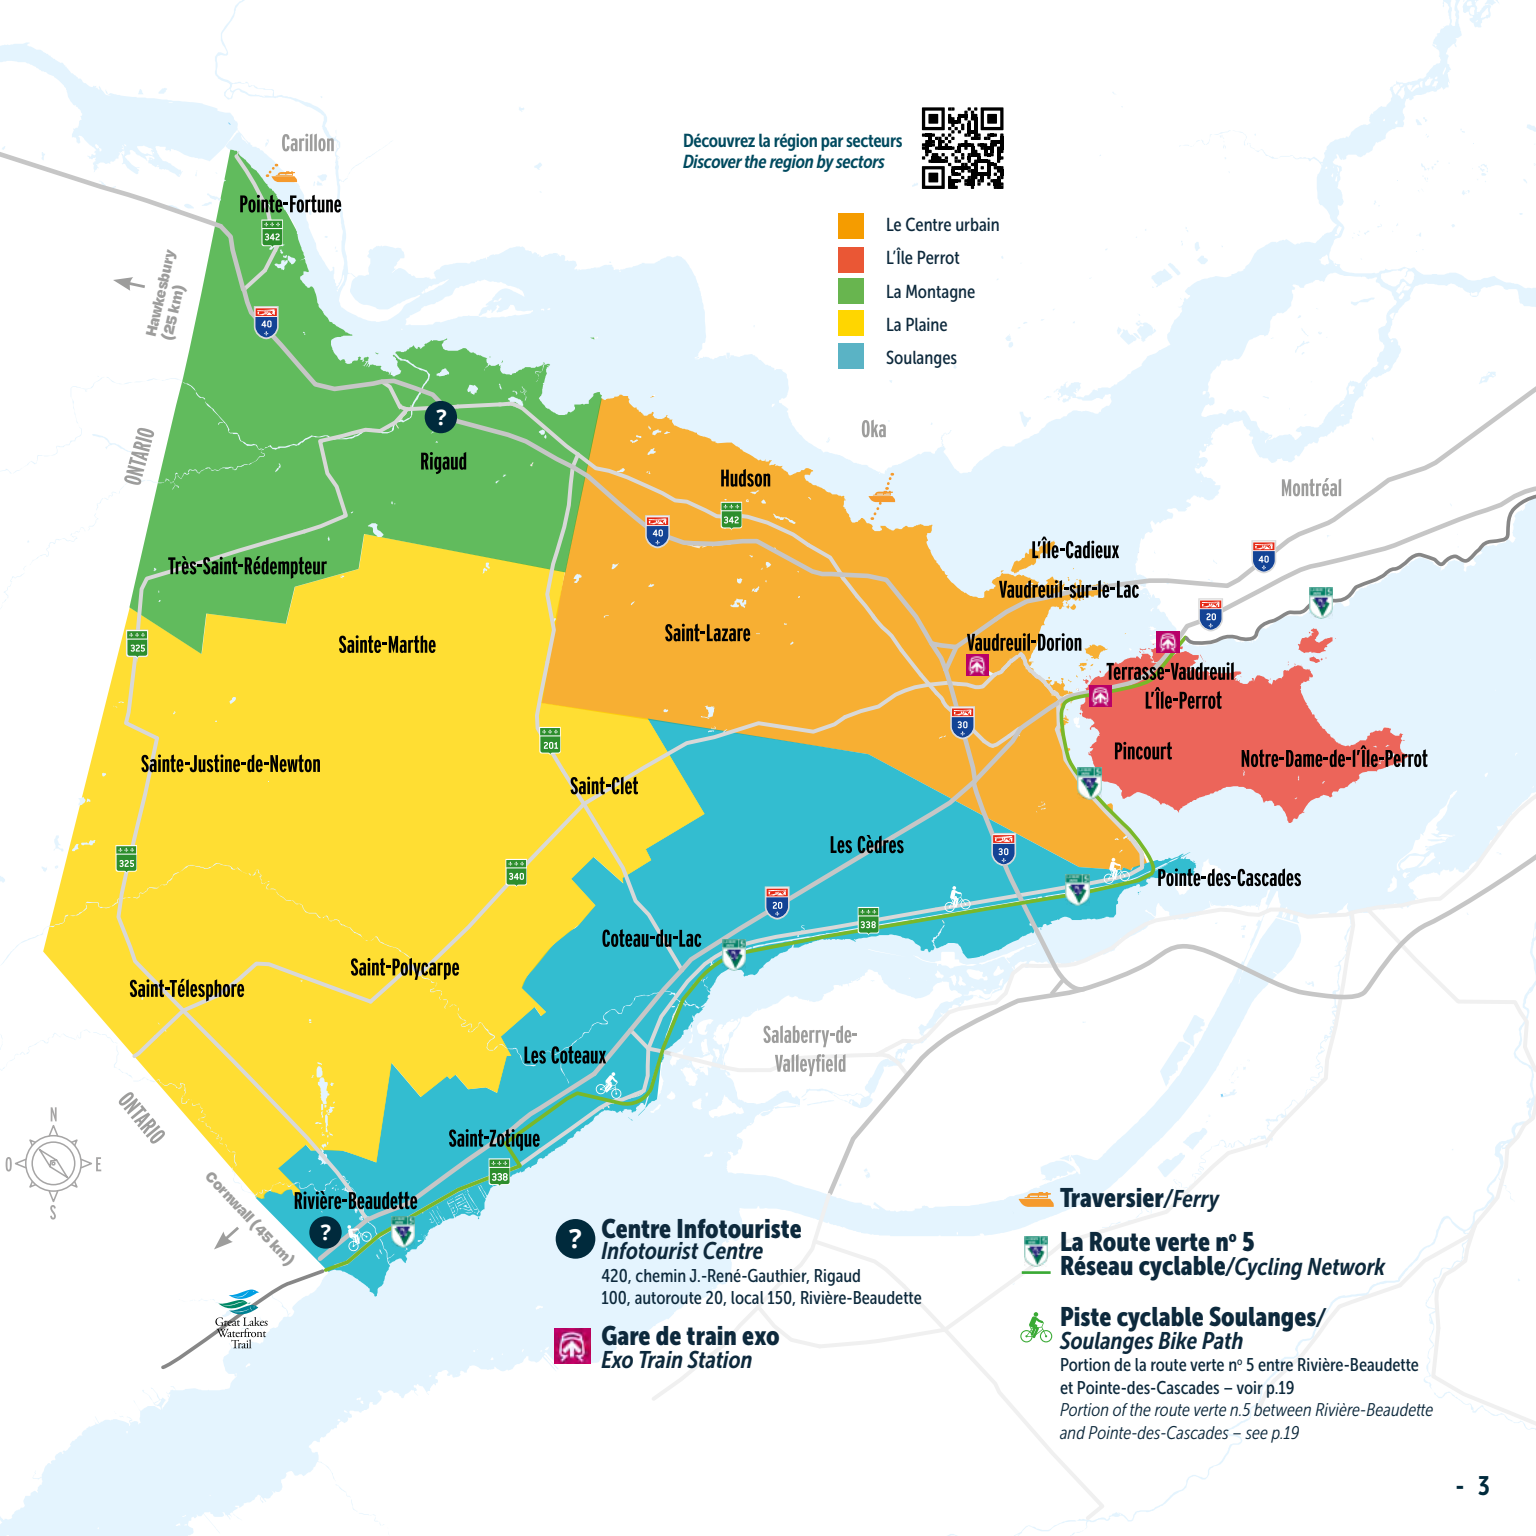 Carillon
Découvrez la région par secteurs
Discover the region by sectors
Pointe-Fortune
342
Le Centre urbain
L'Île Perrot
La Montagne
La Plaine
Soulanges
Hawkesbury
(25 km)
40
?
Oka
ONTARIO
Rigaud
Hudson
342
40
Montréal
L'Île-Cadieux
40
Très-Saint-Rédempteur
Vaudreuil-sur-le-Lac
20
Saint-Lazare
Vaudreuil-Dorion
325
Sainte-Marthe
Terrasse-Vaudreuil
L'Île-Perrot
30
201
Pincourt
Notre-Dame-de-l'Île-Perrot
Sainte-Justine-de-Newton
Saint-Clet
325
340
Les Cèdres
30
Pointe-des-Cascades
20
338
Coteau-du-Lac
Saint-Polycarpe
Saint-Télesphore
Salaberry-de-
Valleyfield
Les Coteaux
ONTARIO
N
O
E
S
Saint-Zotique
338
Cornwall (45 km)
Rivière-Beaudette
?
Great Lakes
Waterfront
Trail
?
Centre Infotouriste
Infotourist Centre
420, chemin J.-René-Gauthier, Rigaud
100, autoroute 20, local 150, Rivière-Beaudette
Gare de train exo
Exo Train Station
Traversier/Ferry
La Route verte nº 5
Réseau cyclable/Cycling Network
Piste cyclable Soulanges/
Soulanges Bike Path
Portion de la route verte nº 5 entre Rivière-Beaudette
et Pointe-des-Cascades – voir p.19
Portion of the route verte n.5 between Rivière-Beaudette
and Pointe-des-Cascades – see p.19
- 3